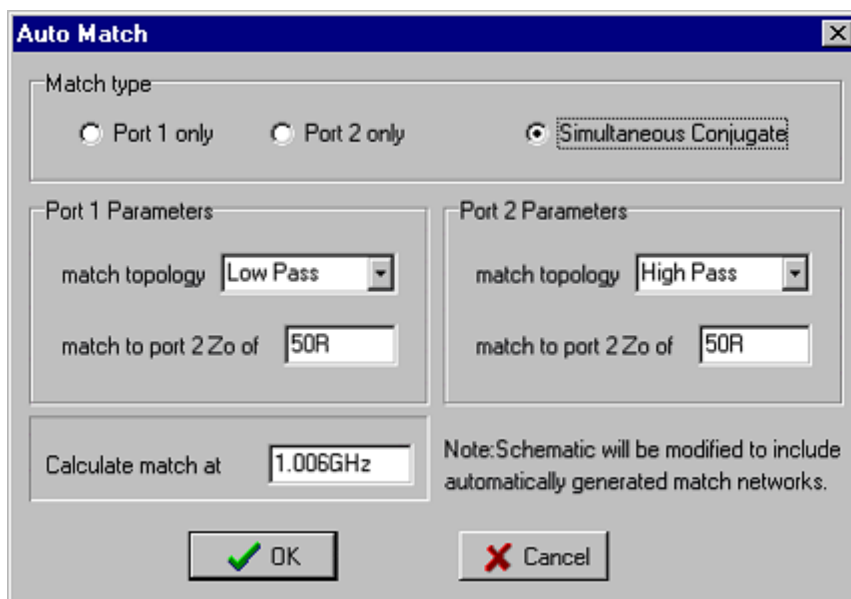 Auto Match
Match type
Port 1 only
Port 2 only
Simultaneous Conjugate
Port 1 Parameters
match topology Low Pass
match to port 2 Zo of 50R
Port 2 Parameters
match topology High Pass
match to port 2 Zo of 50R
Calculate match at 1.006GHz
Note:Schematic will be modified to include
automatically generated match networks.
OK
Cancel